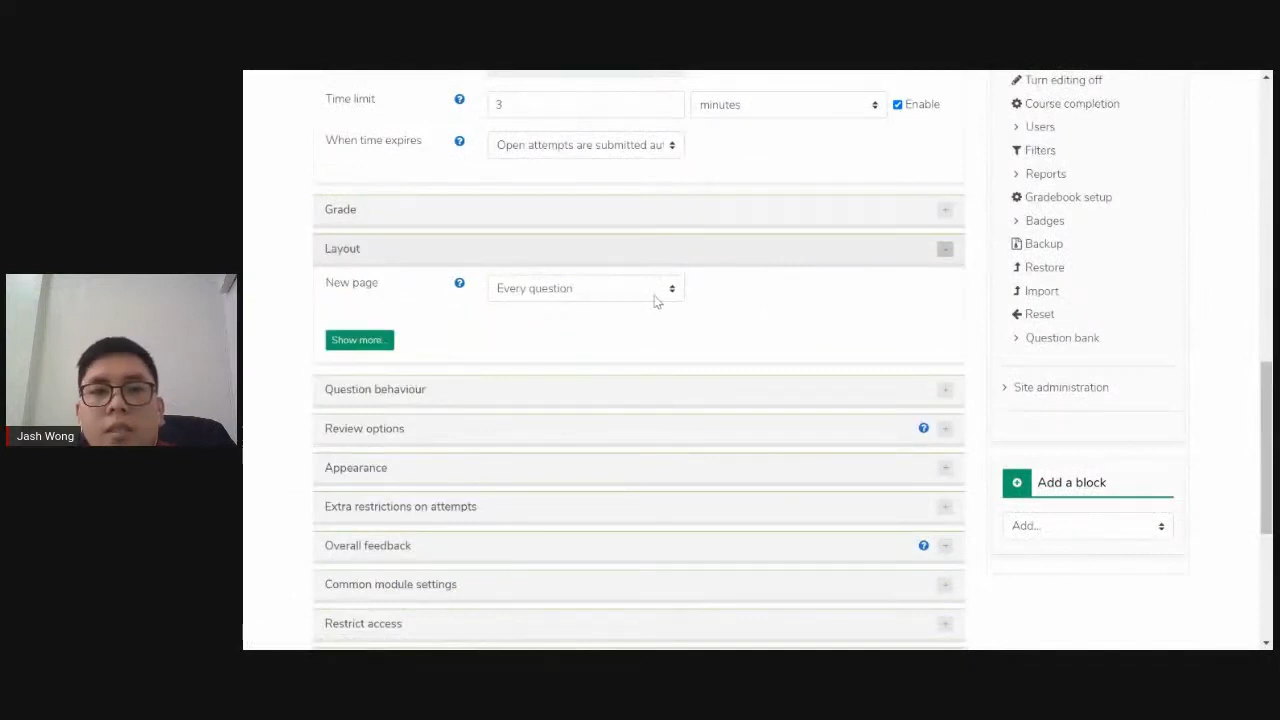 Time limit
3
minutes
Enable
When time expires
Open attempts are submitted aut
Grade
Layout
New page
Every question
Show more...
Question behaviour
Review options
Appearance
Extra restrictions on attempts
Overall feedback
Common module settings
Restrict access
Turn editing off
Course completion
Users
Filters
Reports
Gradebook setup
Badges
Backup
Restore
Import
Reset
Question bank
Site administration
Add a block
Add...
Jash Wong